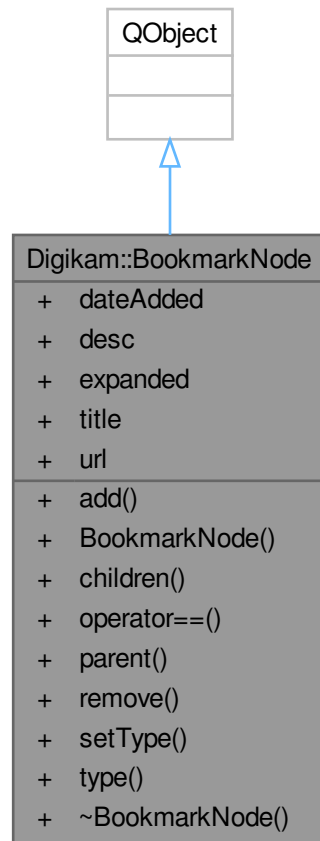 QObject
Digikam::BookmarkNode
+ dateAdded
+ desc
+ expanded
+ title
+ url
+ add()
+ BookmarkNode()
+ children()
+ operator==()
+ parent()
+ remove()
+ setType()
+ type()
+ ~BookmarkNode()